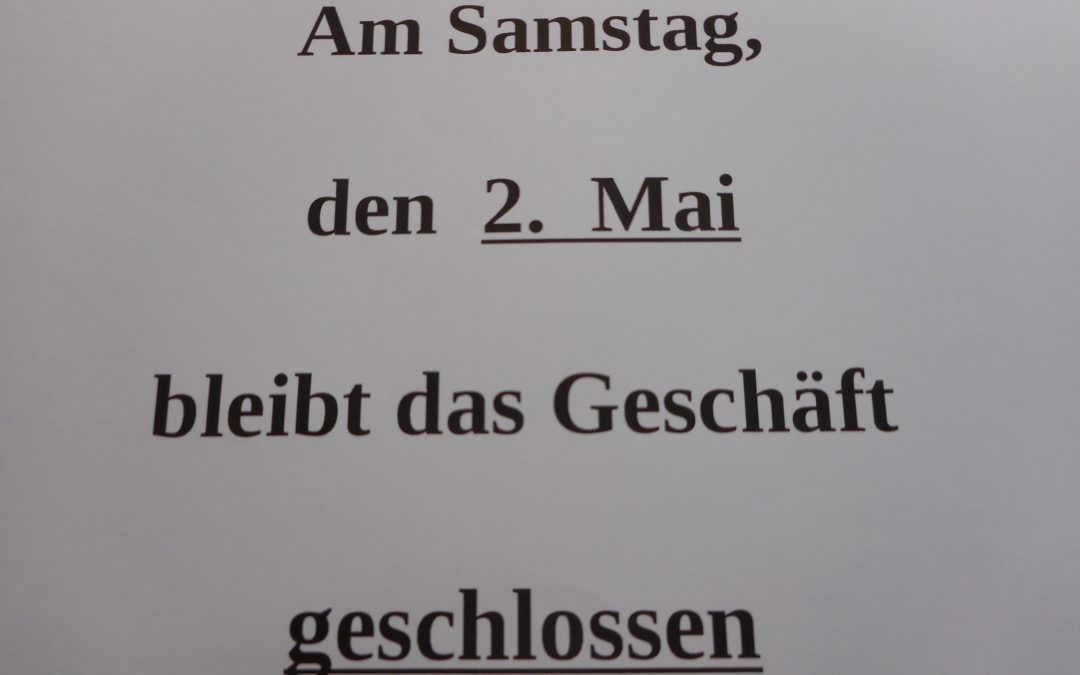 Am Samstag,
den 2. Mai
bleibt das Geschäft
geschlossen